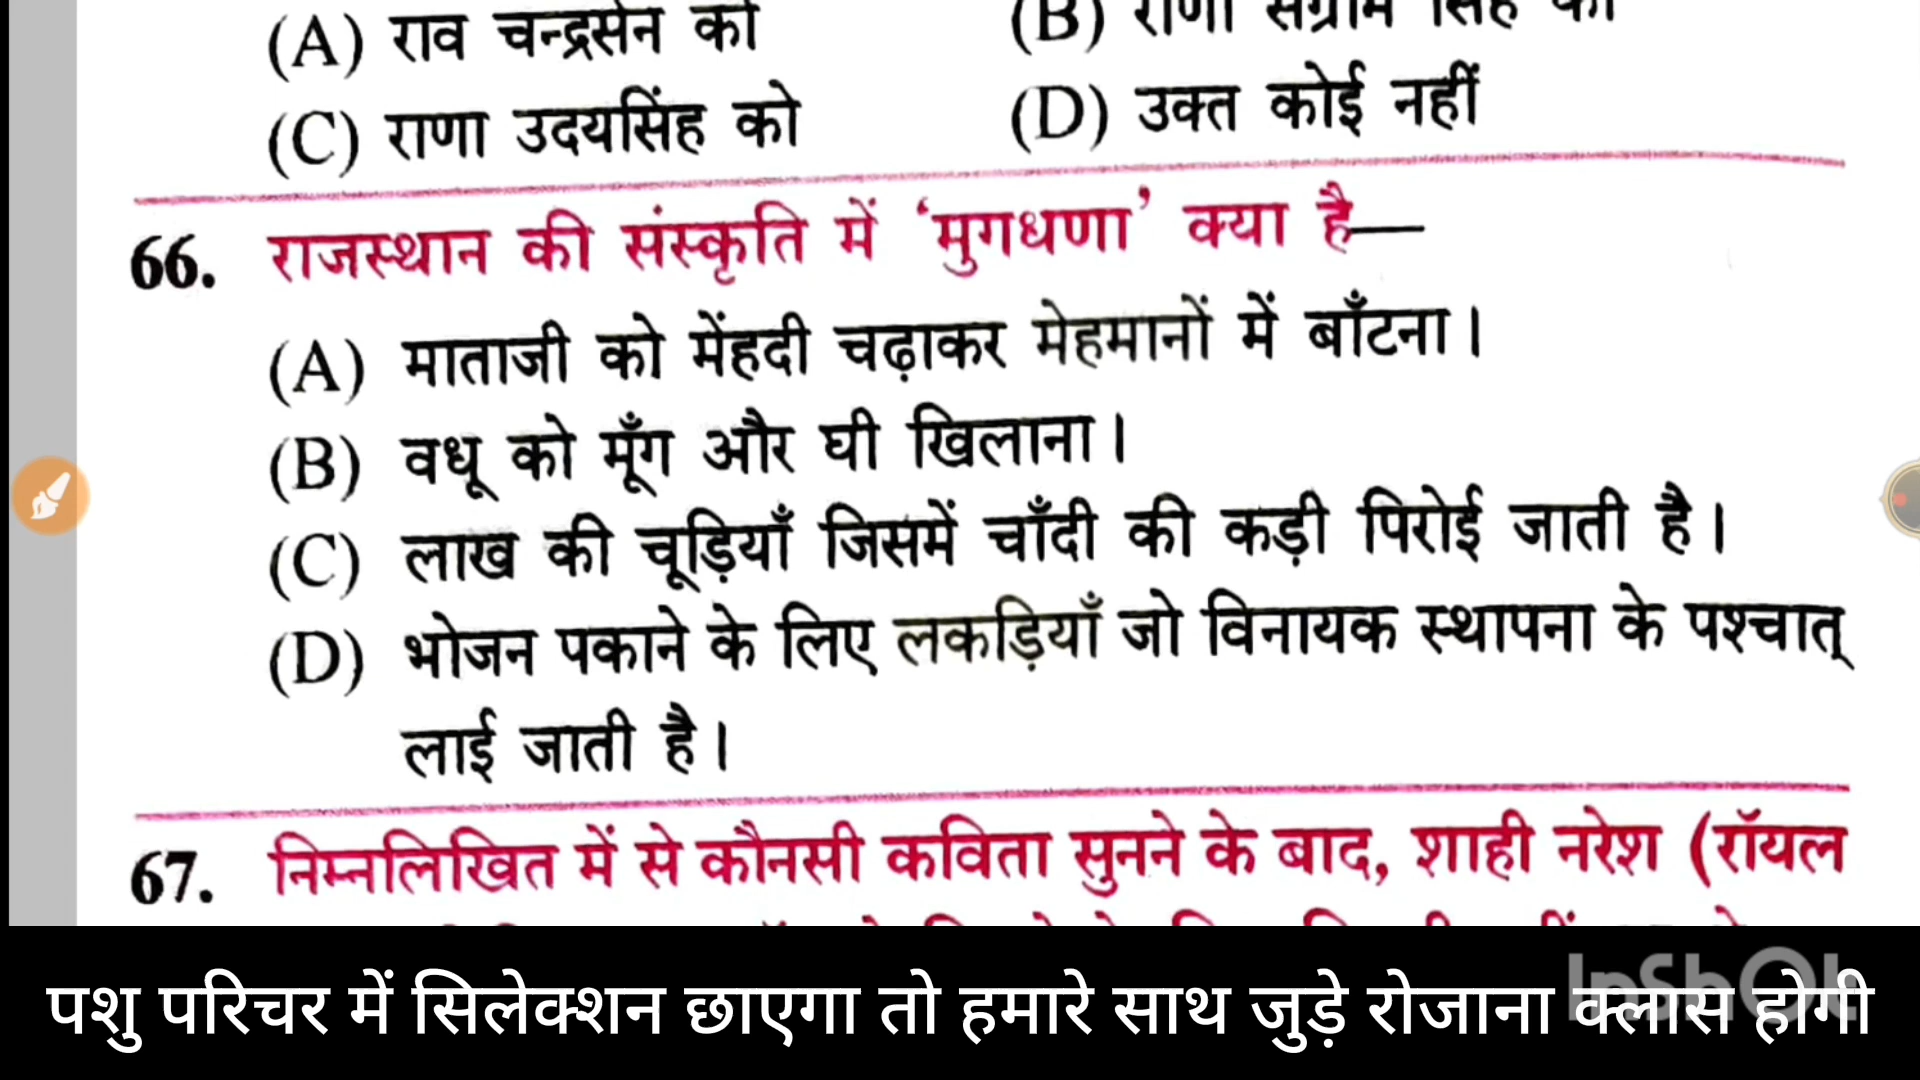 (A) राव चन्द्रसेन को
(B) राणा संग्राम सिंह को
(C) राणा उदयसिंह को
(D) उक्त कोई नहीं
66. राजस्थान की संस्कृति में ‘मुगधणा’ क्या है—
(A) माताजी को मेंहदी चढ़ाकर मेहमानों में बाँटना।
(B) वधू को मूँग और घी खिलाना।
(C) लाख की चूड़ियाँ जिसमें चाँदी की कड़ी पिरोई जाती है।
(D) भोजन पकाने के लिए लकड़ियाँ जो विनायक स्थापना के पश्चात्
लाई जाती है।
67. निम्नलिखित में से कौनसी कविता सुनने के बाद, शाही नरेश (रॉयल
पशु परिचर में सिलेक्शन छाएगा तो हमारे साथ जुड़े रोजाना क्लास होगी
InShOt